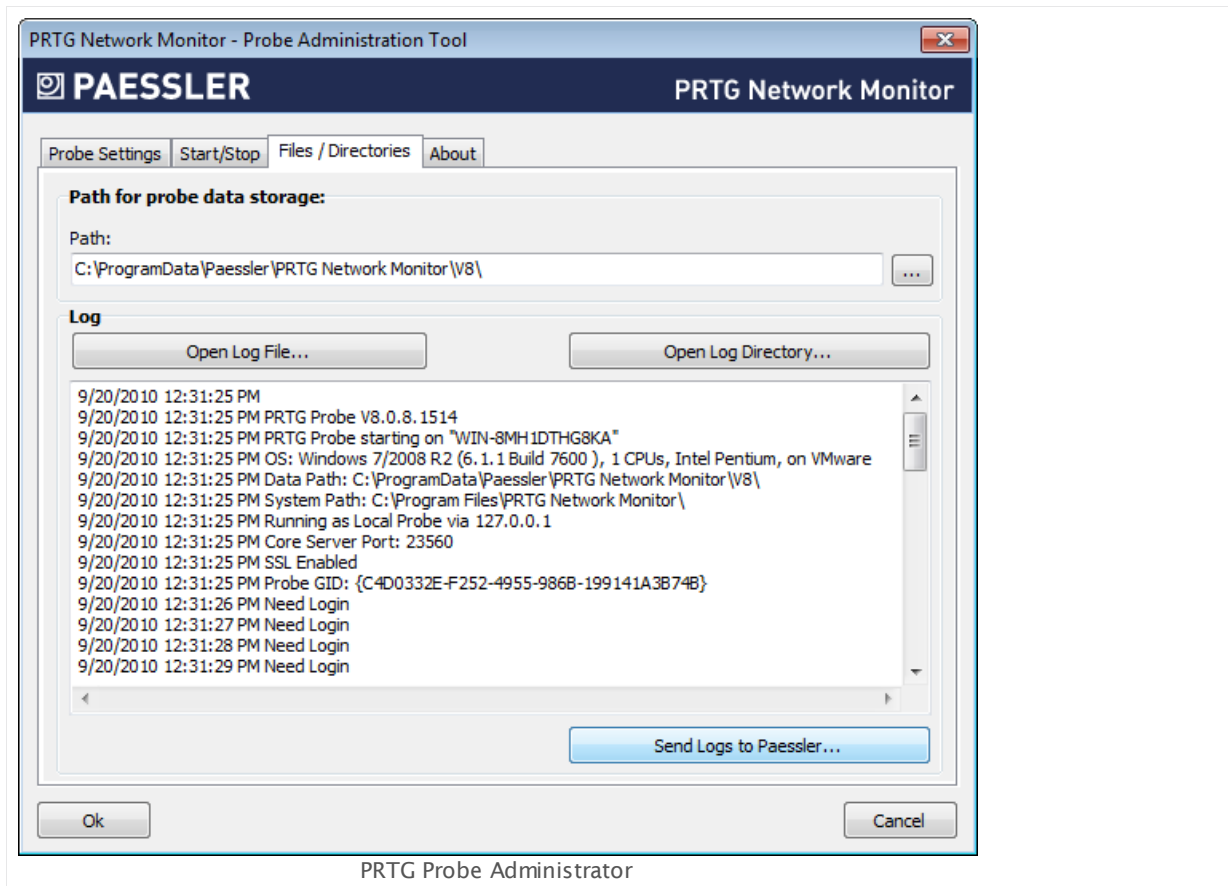 PRTG Network Monitor - Probe Administration Tool
PAESSLER
PRTG Network Monitor
Probe Settings
Start/Stop
Files / Directories
About
Path for probe data storage:
Path:
C:\ProgramData\Paessler\PRTG Network Monitor\V8\
...
Log
Open Log File...
Open Log Directory...
9/20/2010 12:31:25 PM
9/20/2010 12:31:25 PM PRTG Probe V8.0.8.1514
9/20/2010 12:31:25 PM PRTG Probe starting on "WIN-8MH1DTHG8KA"
9/20/2010 12:31:25 PM OS: Windows 7/2008 R2 (6.1.1 Build 7600 ), 1 CPUs, Intel Pentium, on VMware
9/20/2010 12:31:25 PM Data Path: C:\ProgramData\Paessler\PRTG Network Monitor\V8\
9/20/2010 12:31:25 PM System Path: C:\Program Files\PRTG Network Monitor\
9/20/2010 12:31:25 PM Running as Local Probe via 127.0.0.1
9/20/2010 12:31:25 PM Core Server Port: 23560
9/20/2010 12:31:25 PM SSL Enabled
9/20/2010 12:31:25 PM Probe GID: {C4D0332E-F252-4955-986B-199141A3B74B}
9/20/2010 12:31:26 PM Need Login
9/20/2010 12:31:27 PM Need Login
9/20/2010 12:31:28 PM Need Login
9/20/2010 12:31:29 PM Need Login
Send Logs to Paessler...
Ok
Cancel
PRTG Probe Administrator